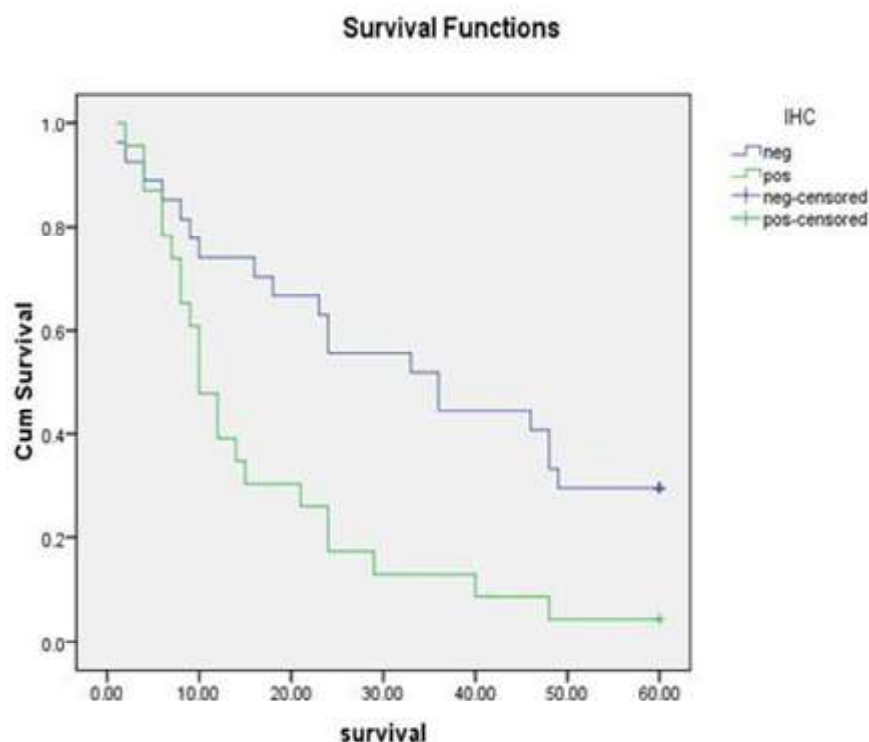 Survival Functions
IHC
neg
pos
neg-censored
pos-censored
1.0
0.8
0.6
0.4
0.2
0.0
Cum Survival
0.00 10.00 20.00 30.00 40.00 50.00 60.00
survival